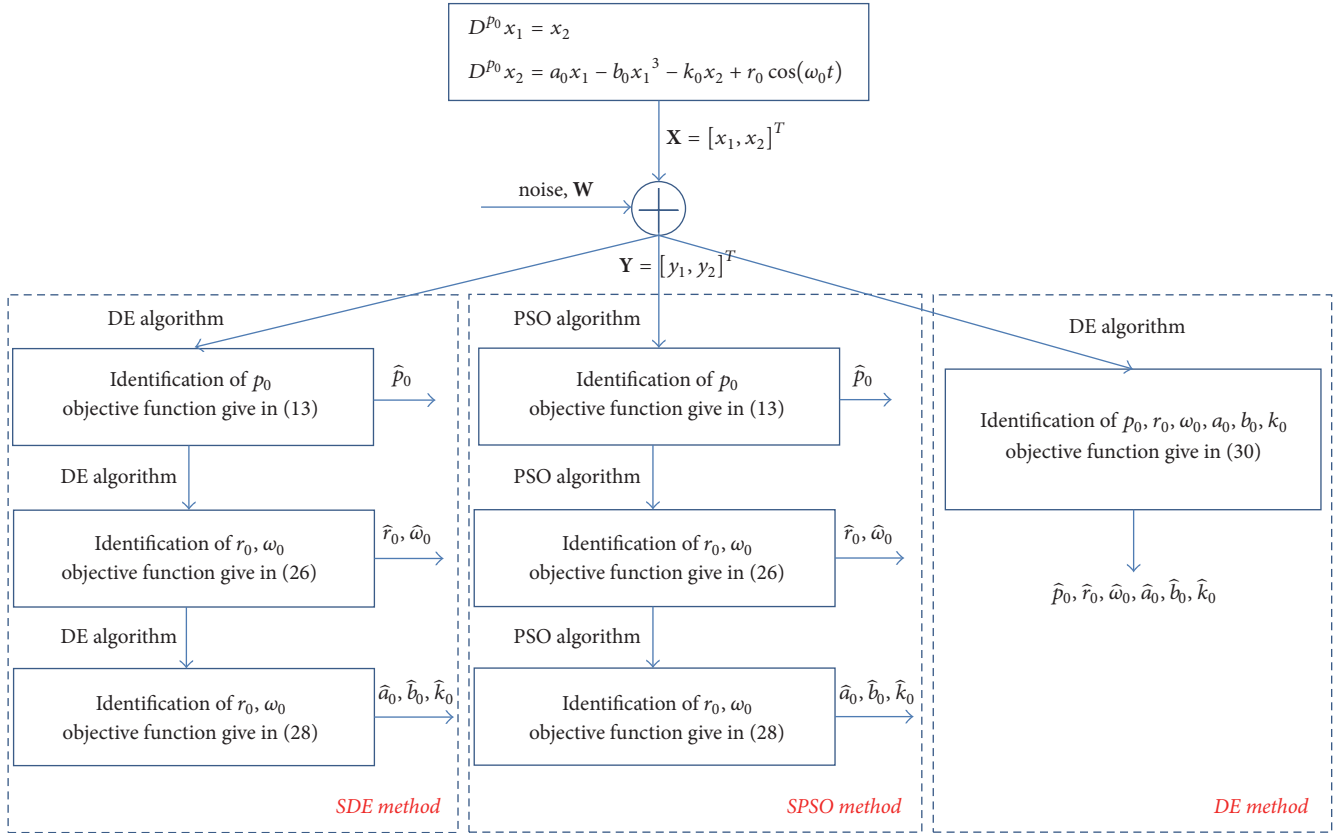 D^{p_0} x_1 = x_2
D^{p_0} x_2 = a_0 x_1 − b_0 x_1^3 − k_0 x_2 + r_0 cos(ω_0 t)
X = [x_1, x_2]^T
noise, W
Y = [y_1, y_2]^T
DE algorithm
Identification of p_0
objective function give in (13)
p̂_0
DE algorithm
Identification of r_0, ω_0
objective function give in (26)
r̂_0, ω̂_0
DE algorithm
Identification of r_0, ω_0
objective function give in (28)
â_0, b̂_0, k̂_0
SDE method
PSO algorithm
Identification of p_0
objective function give in (13)
p̂_0
PSO algorithm
Identification of r_0, ω_0
objective function give in (26)
r̂_0, ω̂_0
PSO algorithm
Identification of r_0, ω_0
objective function give in (28)
â_0, b̂_0, k̂_0
SPSO method
DE algorithm
Identification of p_0, r_0, ω_0, a_0, b_0, k_0
objective function give in (30)
p̂_0, r̂_0, ω̂_0, â_0, b̂_0, k̂_0
DE method